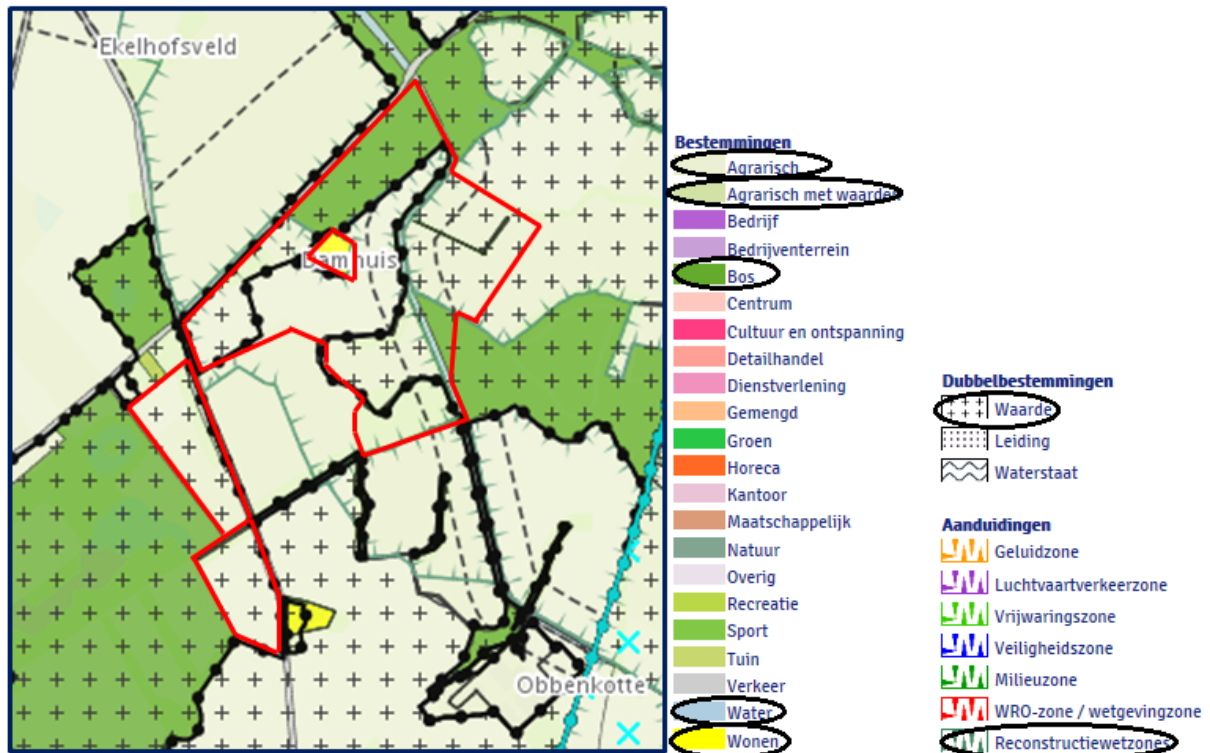 Ekelhofsveld
Damhuis
Obbenkotte
Bestemmingen
Agrarisch
Agrarisch met waarden
Bedrijf
Bedrijventerrein
Bos
Centrum
Cultuur en ontspanning
Detailhandel
Dienstverlening
Gemengd
Groen
Horeca
Kantoor
Maatschappelijk
Natuur
Overig
Recreatie
Sport
Tuin
Verkeer
Water
Wonen
Dubbelbestemmingen
Waarde
Leiding
Waterstaat
Aanduidingen
Geluidzone
Luchtvaartverkeerzone
Vrijwaringszone
Veiligheidszone
Milieuzone
WRO-zone / wetgevingzone
Reconstructiewetzones